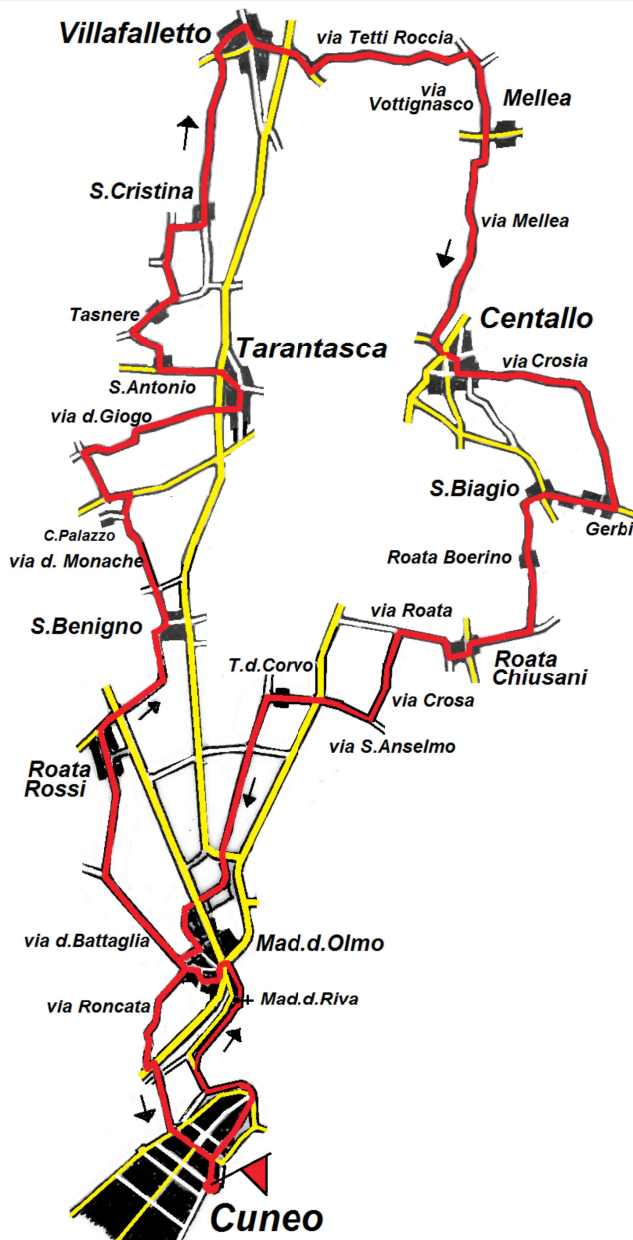 Villafalletto
via Tetti Roccia
via
Vottignasco
Mellea
S.Cristina
via Mellea
Tasnere
Centallo
Tarantasca
via Crosia
S.Antonio
via d.Giogo
S.Biagio
Gerbi
C.Palazzo
via d. Monache
Roata Boerino
via Roata
S.Benigno
T.d.Corvo
Roata
Chiusani
via Crosa
via S.Anselmo
Roata
Rossi
via d.Battaglia
Mad.d.Olmo
via Roncata
Mad.d.Riva
Cuneo